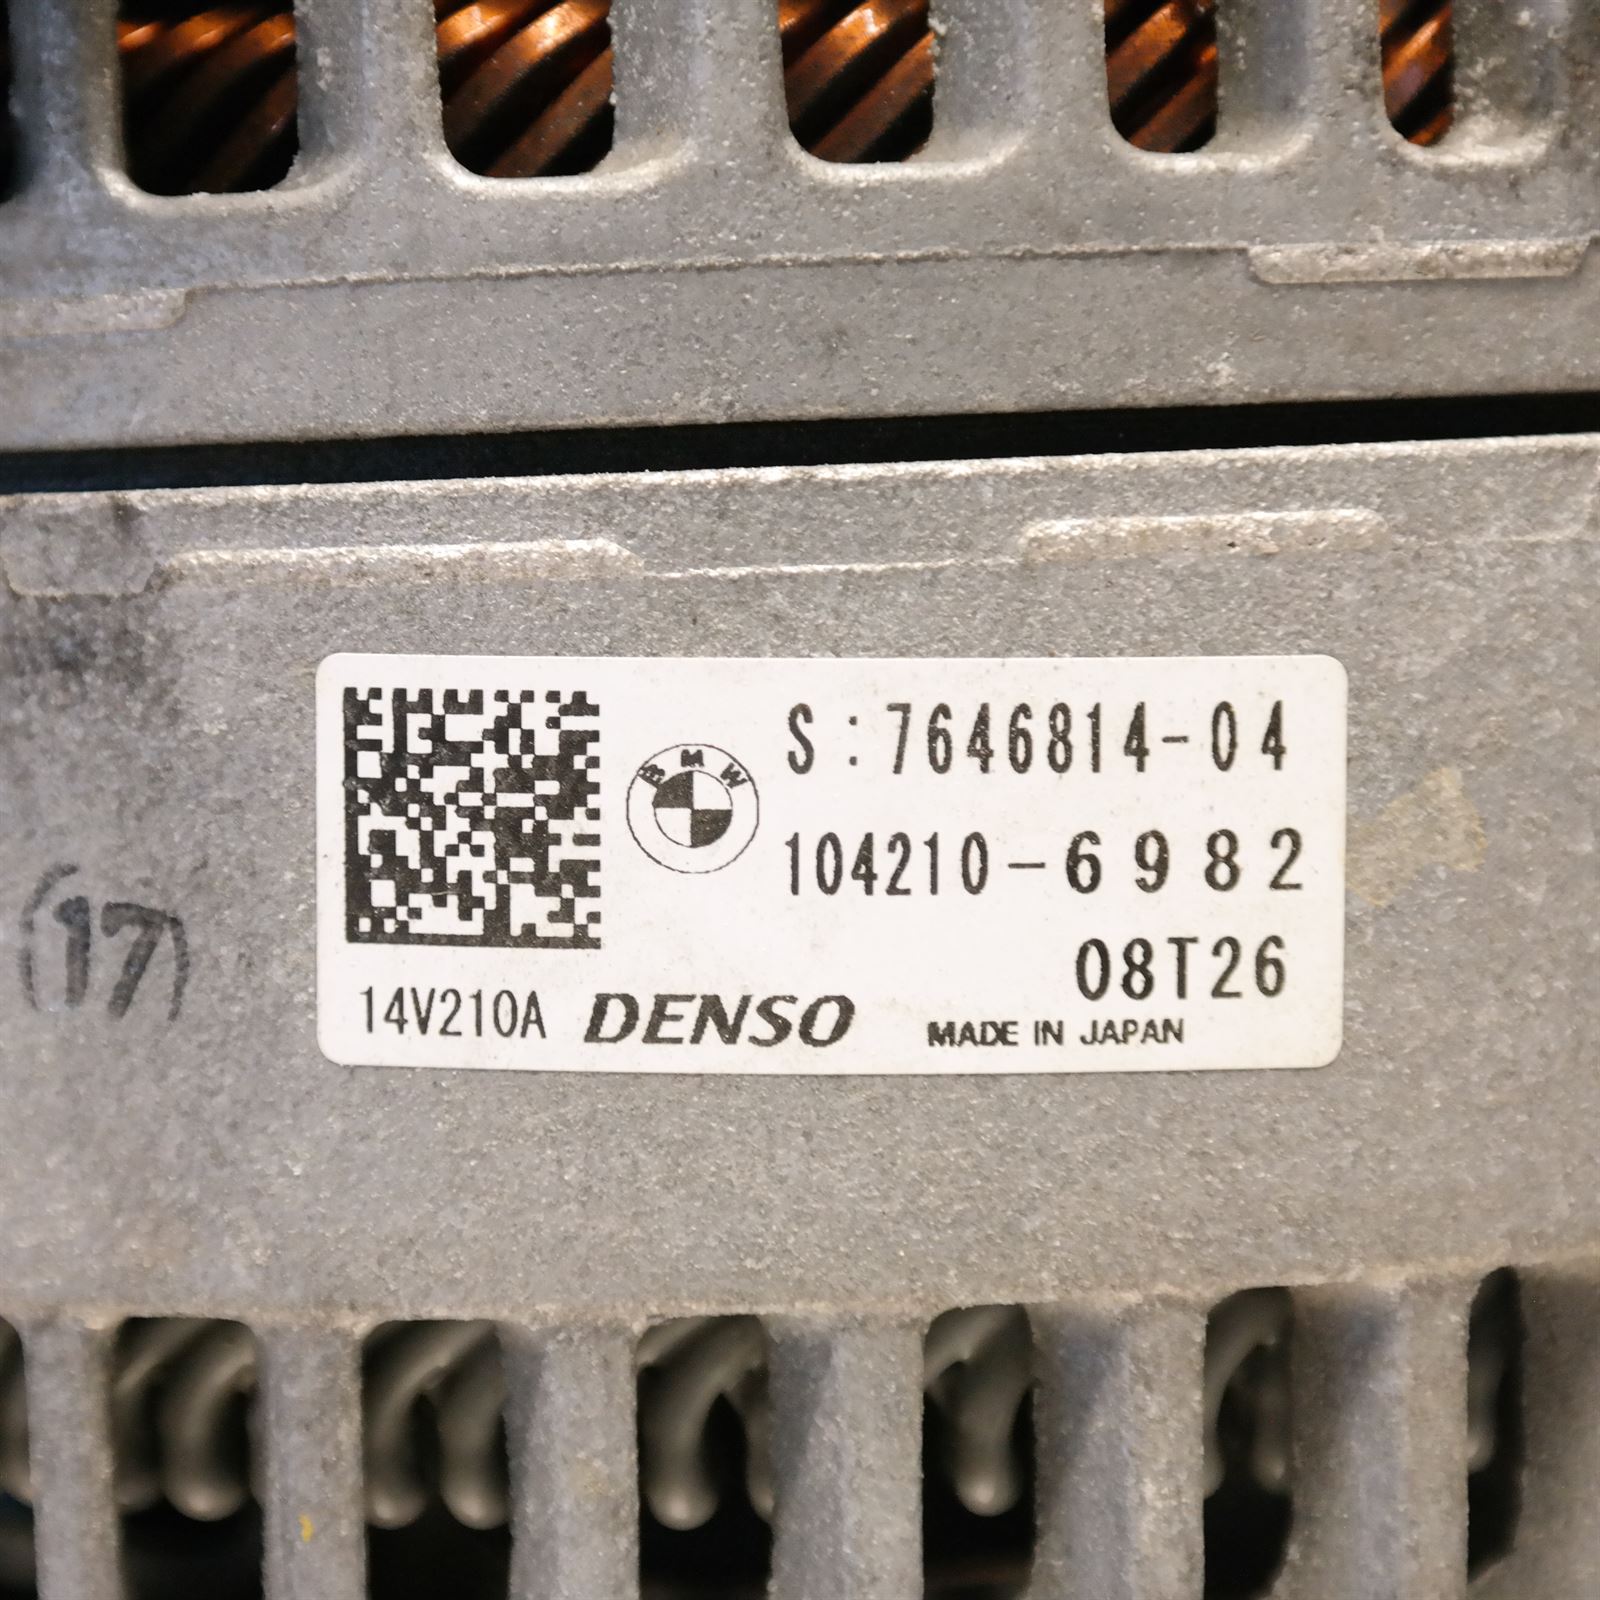 BMW
S:7646814-04
104210-6982
08T26
(17)
14V210A DENSO MADE IN JAPAN